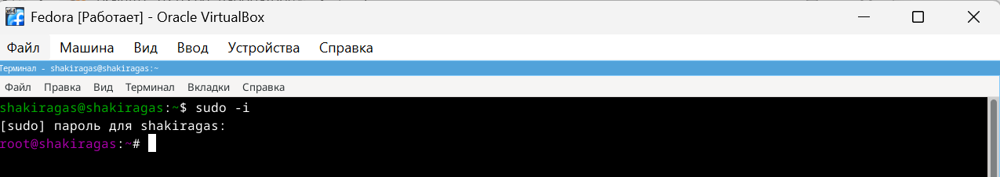 Fedora [Работает] - Oracle VirtualBox
Файл Машина Вид Ввод Устройства Справка
Терминал - shakiragas@shakiragas:~
Файл Правка Вид Терминал Вкладки Справка
shakiragas@shakiragas:~$ sudo -i
[sudo] пароль для shakiragas:
root@shakiragas:~#